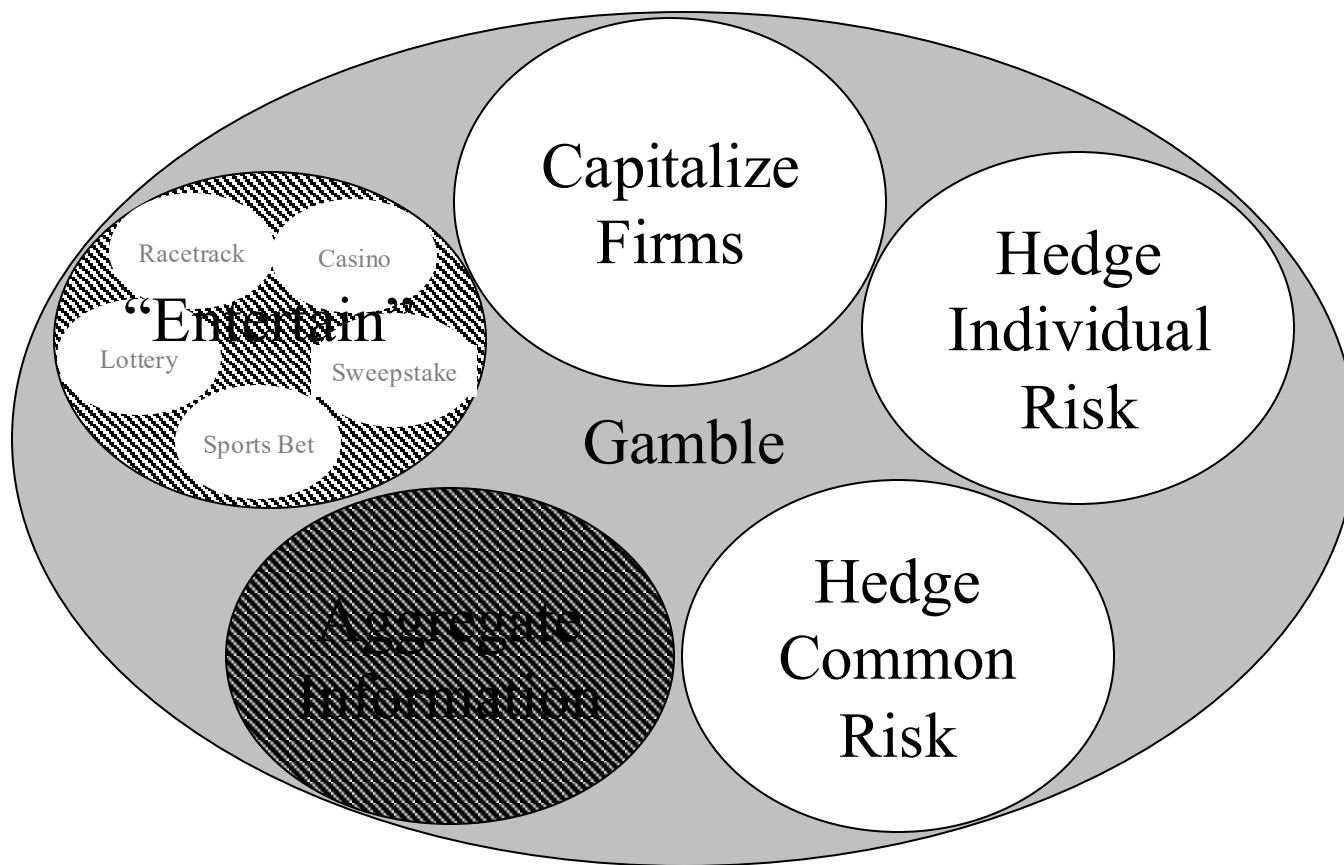 Capitalize
Firms
Hedge
Individual
Risk
Racetrack
Casino
“Entertain”
Lottery
Sweepstake
Sports Bet
Gamble
Aggregate
Information
Hedge
Common
Risk